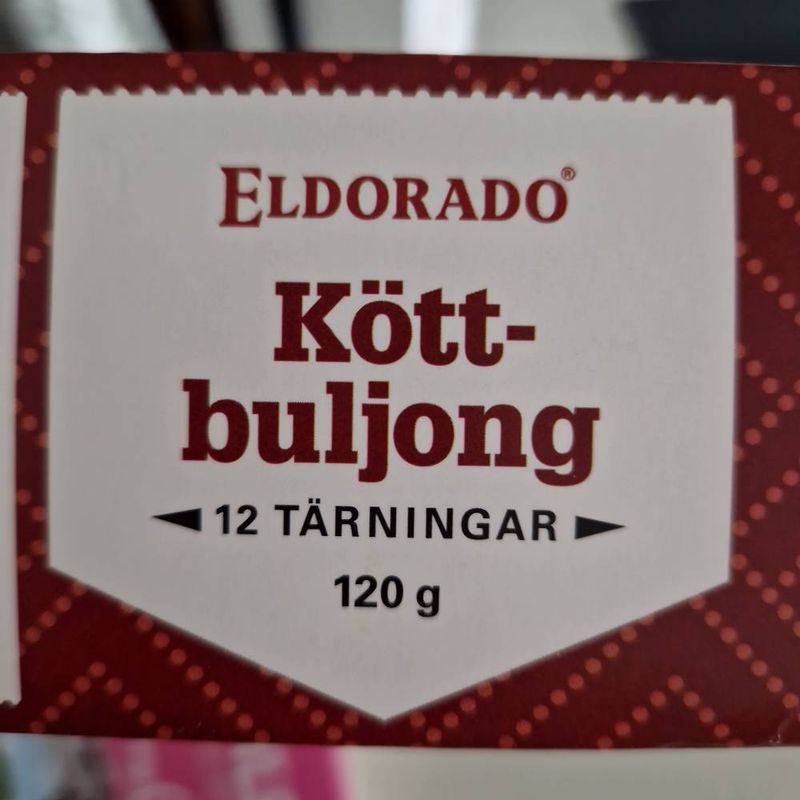 ELDORADO®
Kött-
buljong
12 TÄRNINGAR
120 g